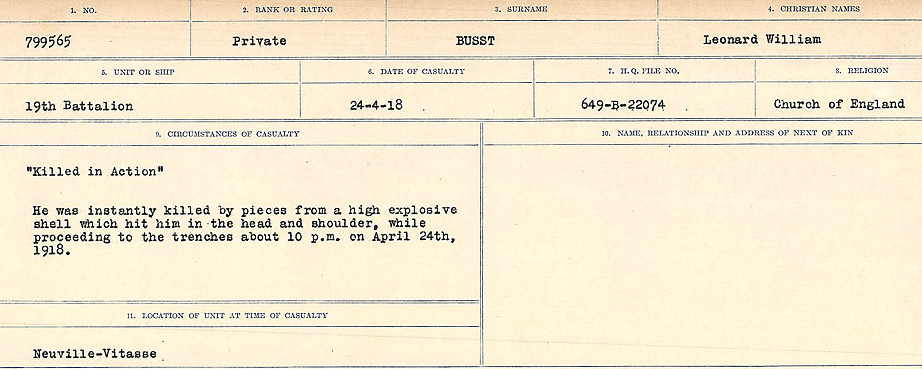 1. NO.
2. RANK OR RATING
3. SURNAME
4. CHRISTIAN NAMES
799565
Private
BUSST
Leonard William
5. UNIT OR SHIP
6. DATE OF CASUALTY
7. H.Q. FILE NO.
8. RELIGION
19th Battalion
24-4-18
649-B-22074
Church of England
9. CIRCUMSTANCES OF CASUALTY
10. NAME, RELATIONSHIP AND ADDRESS OF NEXT OF KIN
"Killed in Action"
He was instantly killed by pieces from a high explosive
shell which hit him in the head and shoulder, while
proceeding to the trenches about 10 p.m. on April 24th,
1918.
11. LOCATION OF UNIT AT TIME OF CASUALTY
Neuville-Vitasse